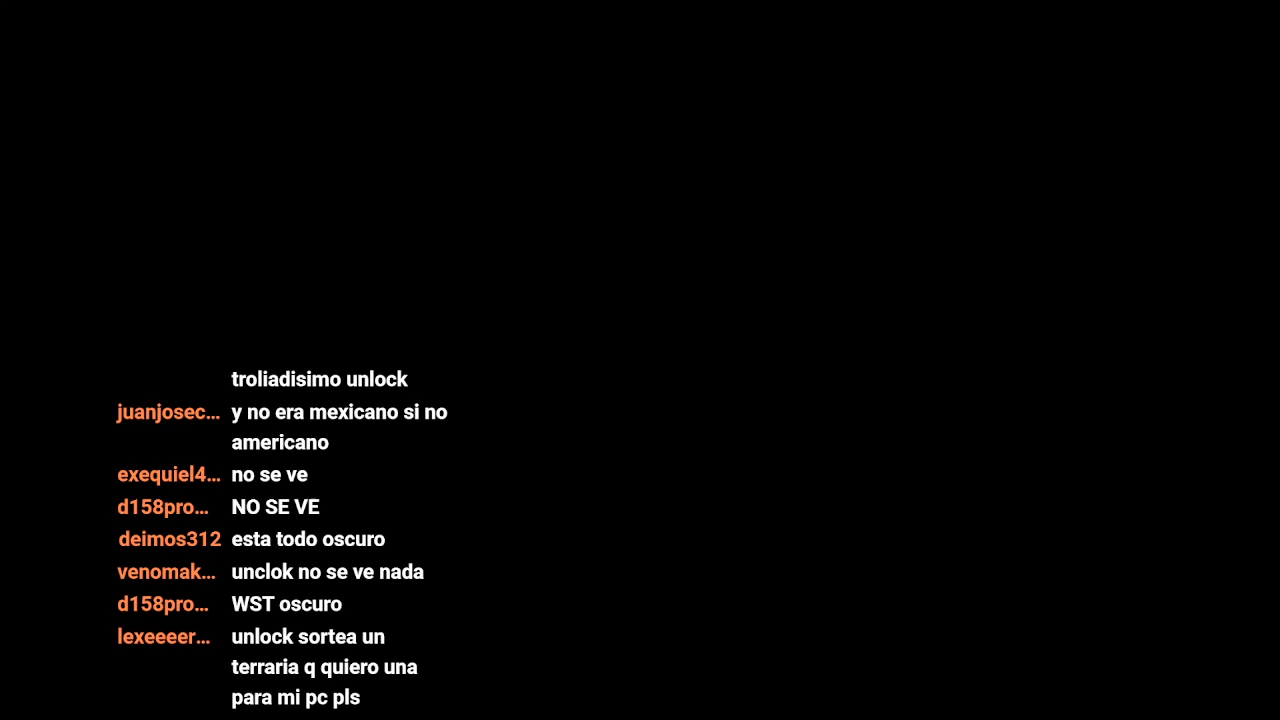 troliadisimo unlock
juanjosec... y no era mexicano si no
americano
exequiel4... no se ve
d158pro... NO SE VE
deimos312 esta todo oscuro
venomak... unclok no se ve nada
d158pro... WST oscuro
lexeeeer... unlock sortea un
terraria q quiero una
para mi pc pls